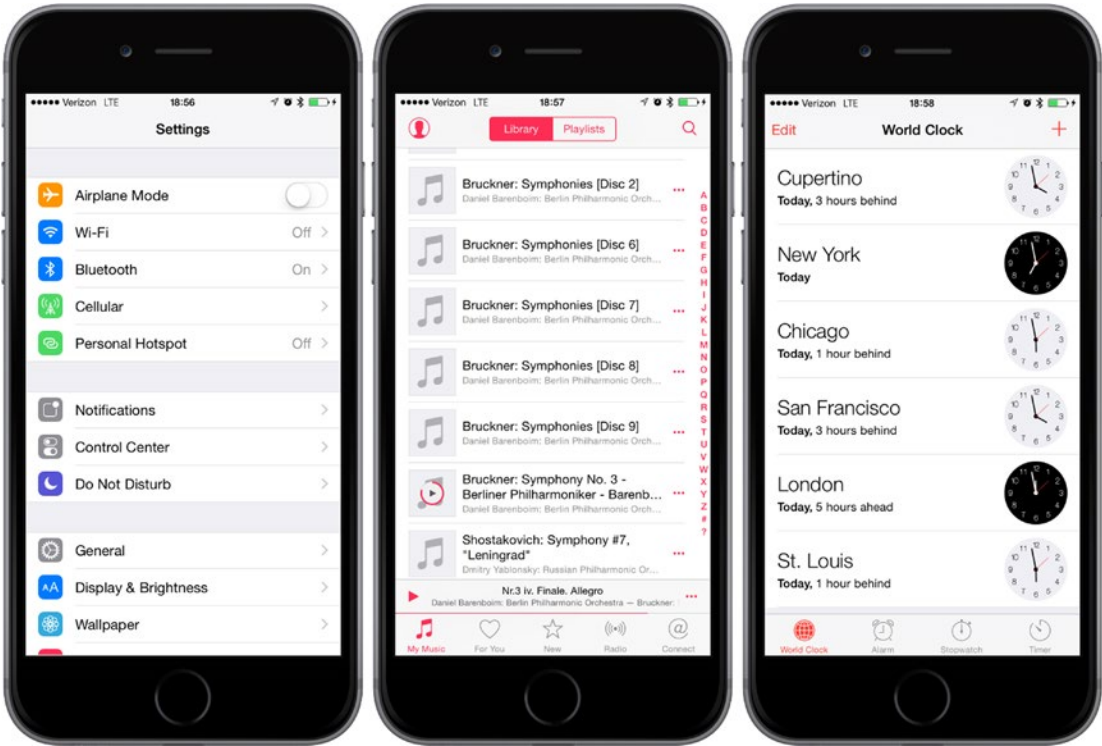 Verizon LTE 18:56
Settings
Airplane Mode
Wi-Fi Off
Bluetooth On
Cellular
Personal Hotspot Off
Notifications
Control Center
Do Not Disturb
General
Display & Brightness
AA
Wallpaper
Verizon LTE 18:57
Library Playlists
Bruckner: Symphonies [Disc 2]
Daniel Barenboim: Berlin Philharmonic Orch...
Bruckner: Symphonies [Disc 6]
Daniel Barenboim: Berlin Philharmonic Orch...
Bruckner: Symphonies [Disc 7]
Daniel Barenboim: Berlin Philharmonic Orch...
Bruckner: Symphonies [Disc 8]
Daniel Barenboim: Berlin Philharmonic Orch...
Bruckner: Symphonies [Disc 9]
Daniel Barenboim: Berlin Philharmonic Orch...
Bruckner: Symphony No. 3 -
Berliner Philharmoniker - Barenb...
Daniel Barenboim: Berlin Philharmonic Orch...
Shostakovich: Symphony #7,
"Leningrad"
Dmitry Yablonsky: Russian Philharmonic Or...
A
B
C
D
E
F
G
H
I
J
K
L
M
N
O
P
Q
R
S
T
U
V
W
X
Y
Z
#
?
Nr.3 iv. Finale. Allegro
Daniel Barenboim: Berlin Philharmonic Orchestra — Bruckner:
My Music For You New Radio Connect
Verizon LTE 18:58
Edit World Clock +
Cupertino
Today, 3 hours behind
New York
Today
Chicago
Today, 1 hour behind
San Francisco
Today, 3 hours behind
London
Today, 5 hours ahead
St. Louis
Today, 1 hour behind
World Clock Alarm Stopwatch Timer